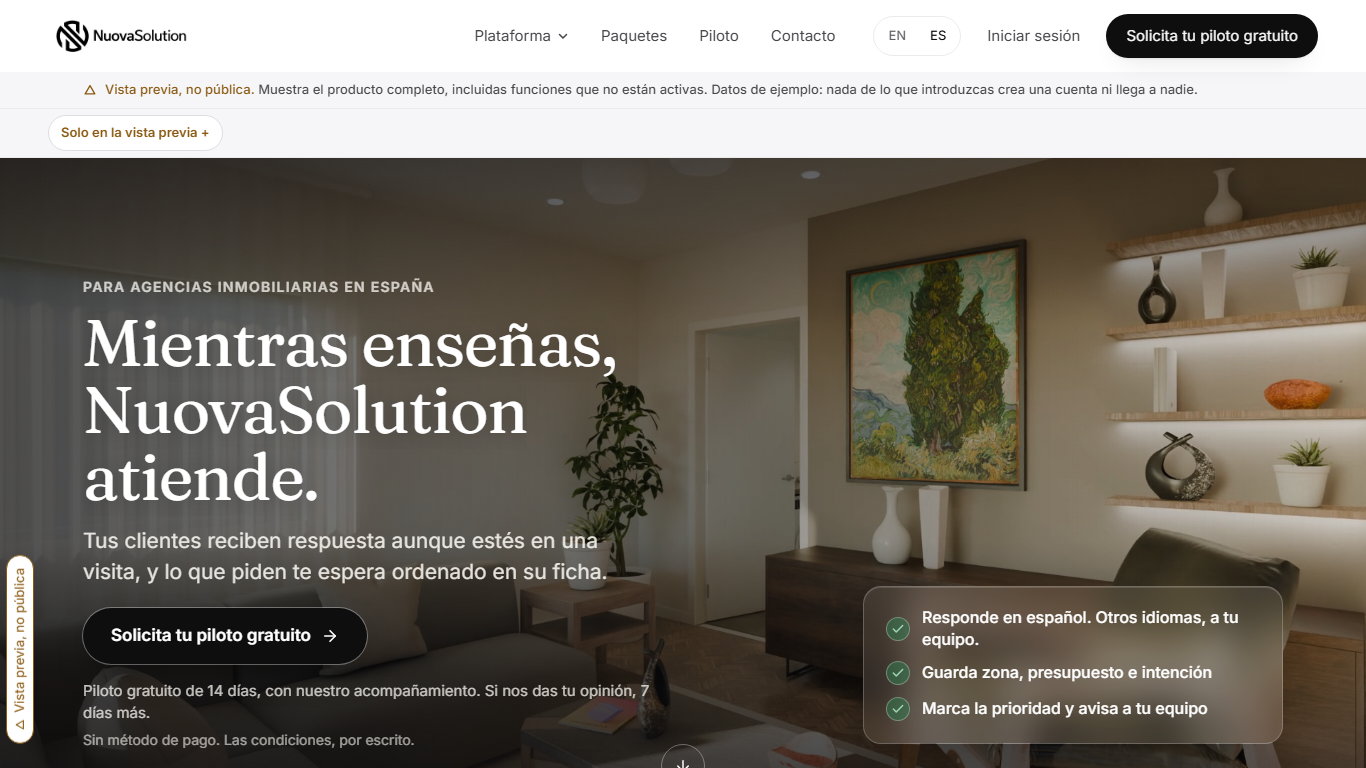 NuovaSolution
Plataforma
Paquetes
Piloto
Contacto
EN
ES
Iniciar sesión
Solicita tu piloto gratuito
Vista previa, no pública. Muestra el producto completo, incluidas funciones que no están activas. Datos de ejemplo: nada de lo que introduzcas crea una cuenta ni llega a nadie.
Solo en la vista previa +
PARA AGENCIAS INMOBILIARIAS EN ESPAÑA
Mientras enseñas,
NuovaSolution
atiende.
Tus clientes reciben respuesta aunque estés en una
visita, y lo que piden te espera ordenado en su ficha.
Solicita tu piloto gratuito →
Piloto gratuito de 14 días, con nuestro acompañamiento. Si nos das tu opinión, 7
días más.
Sin método de pago. Las condiciones, por escrito.
Responde en español. Otros idiomas, a tu
equipo.
Guarda zona, presupuesto e intención
Marca la prioridad y avisa a tu equipo
Vista previa, no pública